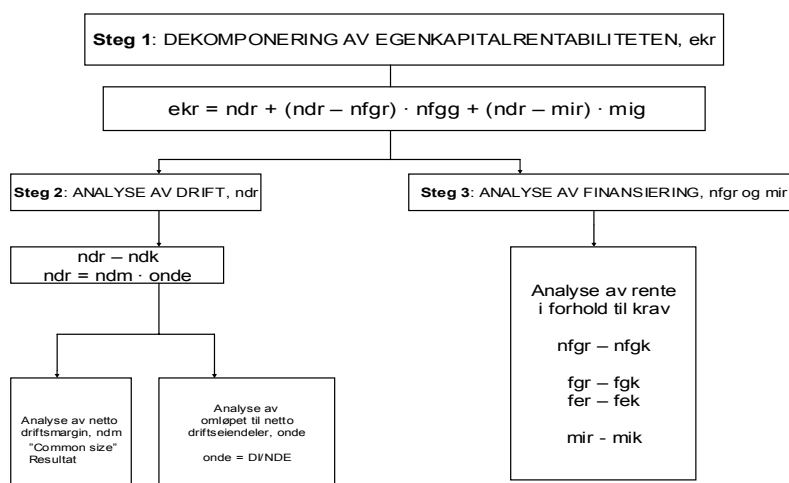 Steg 1: DEKOMPONERING AV EGENKAPITALRENTABILITETEN, ekr
ekr = ndr + (ndr – nfgr) · nfgg + (ndr – mir) · mig
Steg 2: ANALYSE AV DRIFT, ndr
ndr – ndk
ndr = ndm · onde
Analyse av netto
driftsmargin, ndm
"Common size"
Resultat
Analyse av
omløpet til netto
driftseiendeler, onde
onde = DI/NDE
Steg 3: ANALYSE AV FINANSIERING, nfgr og mir
Analyse av rente
i forhold til krav
nfgr – nfgk
fgr – fgk
fer – fek
mir - mik